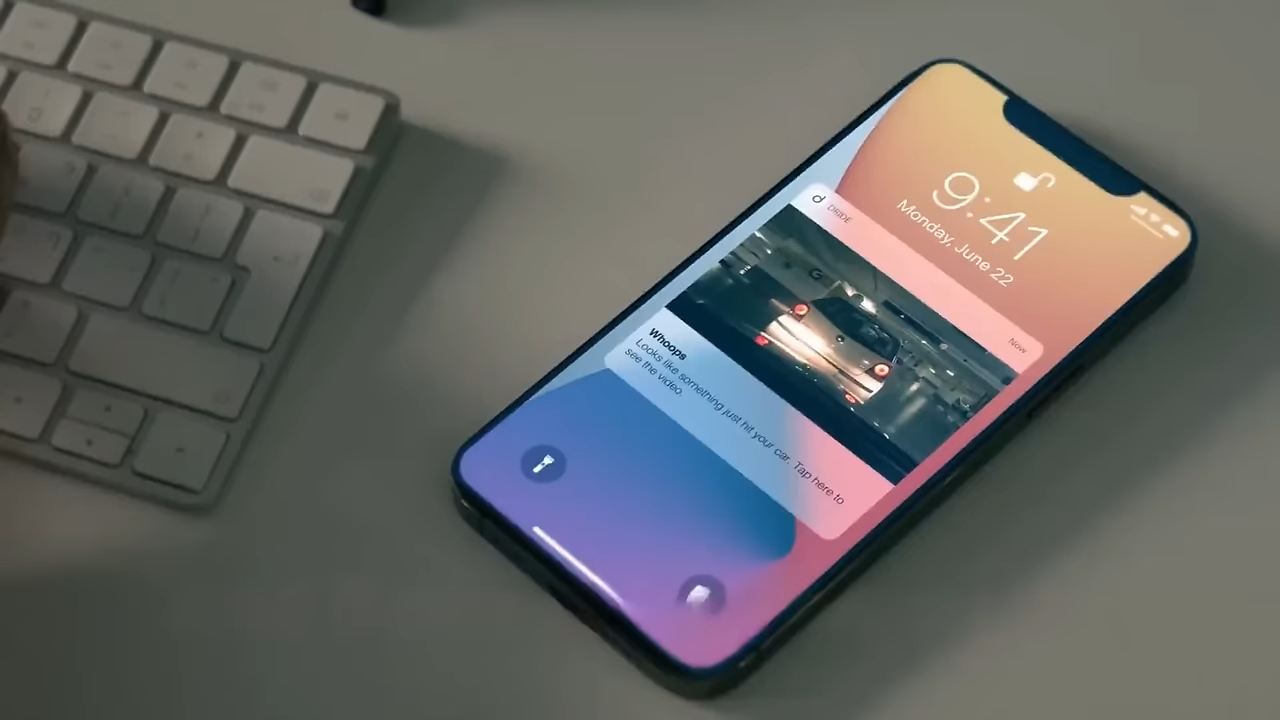 9:41
Monday, June 22
d DRIDE
Now
Whoops
Looks like something just hit your car. Tap here to
see the video.